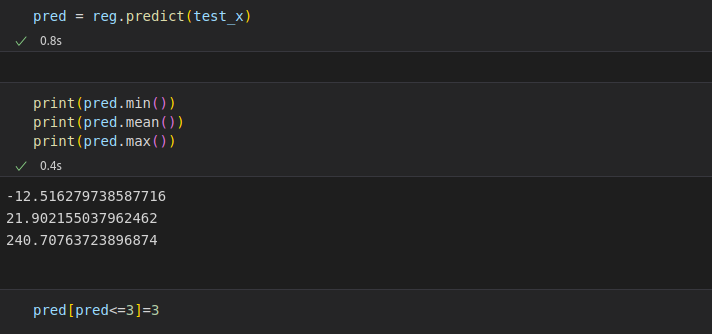 pred = reg.predict(test_x)
✓ 0.8s
print(pred.min())
print(pred.mean())
print(pred.max())
✓ 0.4s
-12.516279738587716
21.902155037962462
240.70763723896874
pred[pred<=3]=3